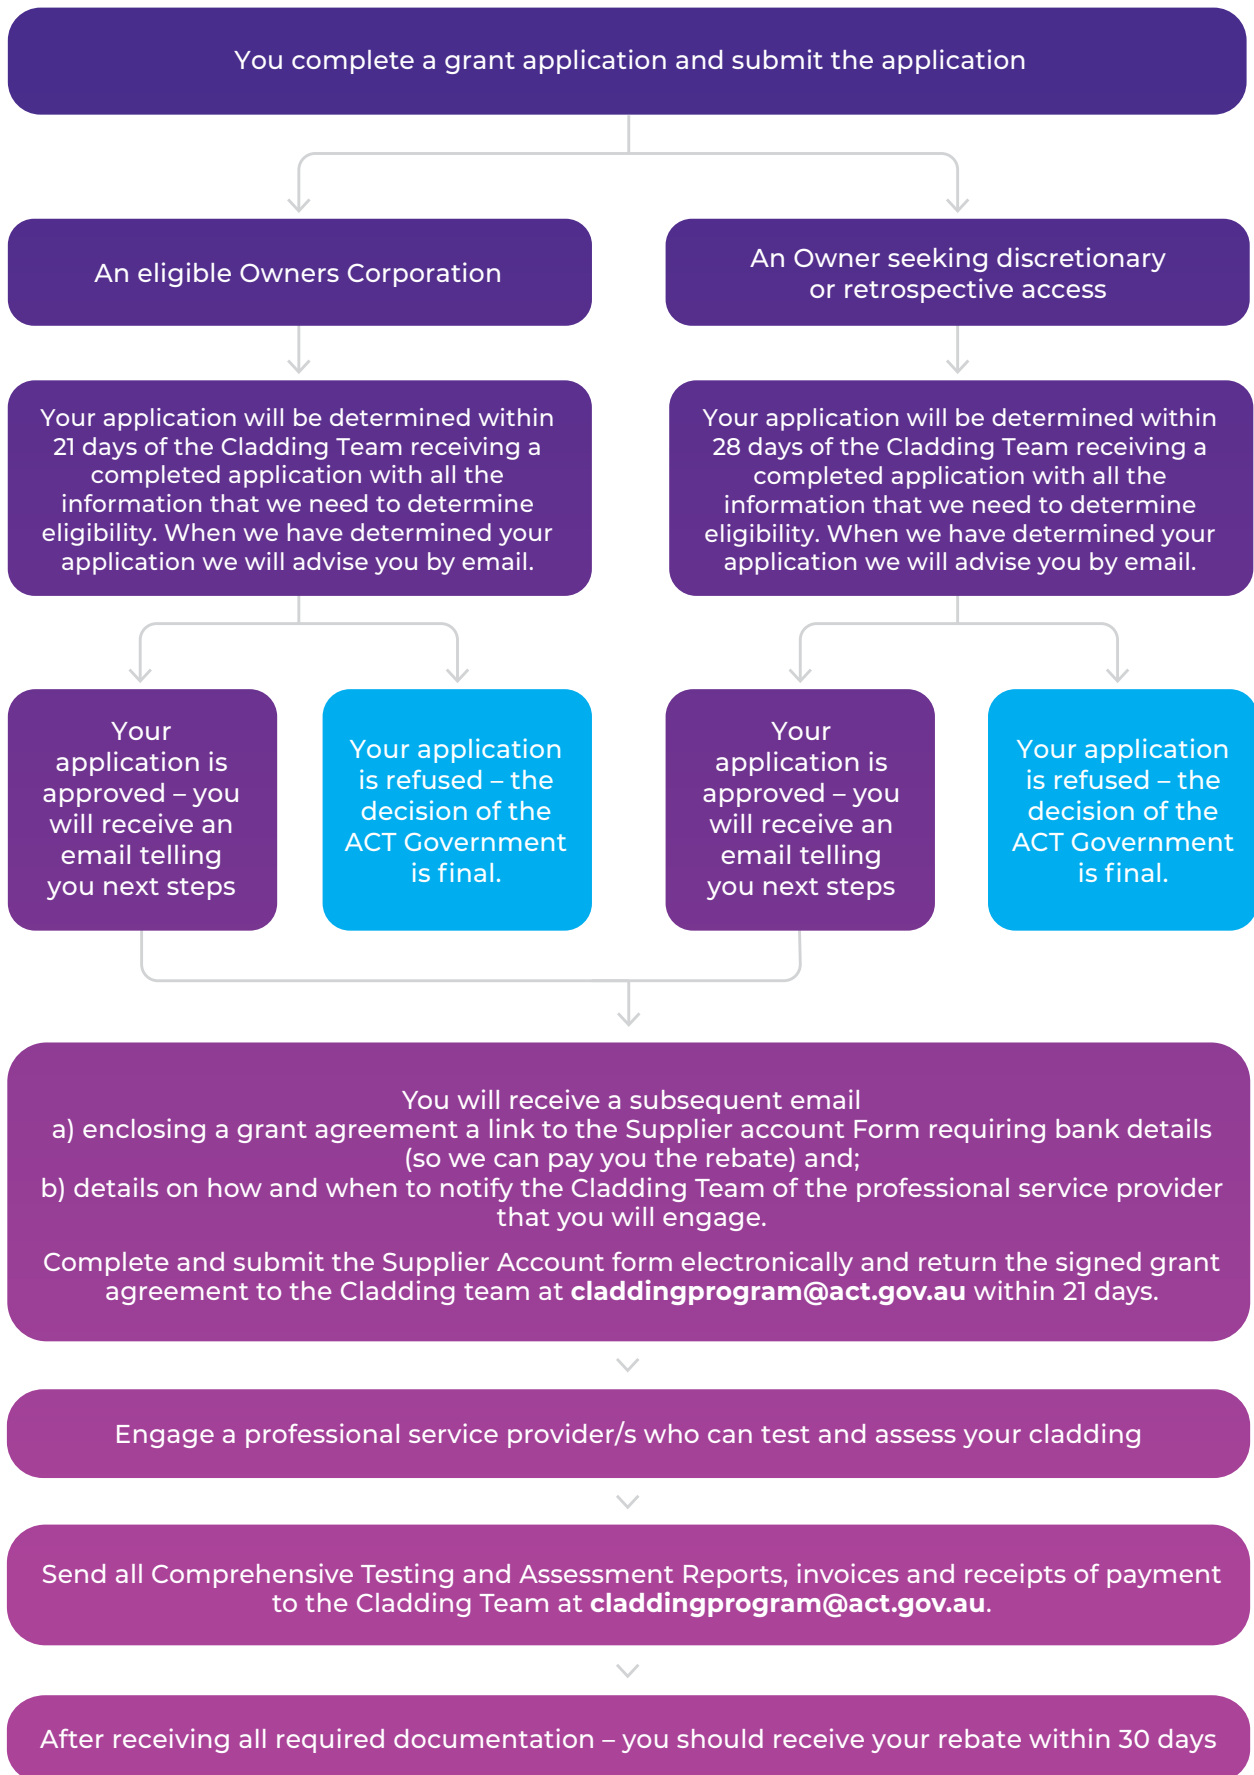 You complete a grant application and submit the application
An eligible Owners Corporation
An Owner seeking discretionary
or retrospective access
Your application will be determined within
21 days of the Cladding Team receiving a
completed application with all the
information that we need to determine
eligibility. When we have determined your
application we will advise you by email.
Your application will be determined within
28 days of the Cladding Team receiving a
completed application with all the
information that we need to determine
eligibility. When we have determined your
application we will advise you by email.
Your
application is
approved – you
will receive an
email telling
you next steps
Your application
is refused – the
decision of the
ACT Government
is final.
Your
application is
approved – you
will receive an
email telling
you next steps
Your application
is refused – the
decision of the
ACT Government
is final.
You will receive a subsequent email
a) enclosing a grant agreement a link to the Supplier account Form requiring bank details
(so we can pay you the rebate) and;
b) details on how and when to notify the Cladding Team of the professional service provider
that you will engage.
Complete and submit the Supplier Account form electronically and return the signed grant
agreement to the Cladding team at claddingprogram@act.gov.au within 21 days.
Engage a professional service provider/s who can test and assess your cladding
Send all Comprehensive Testing and Assessment Reports, invoices and receipts of payment
to the Cladding Team at claddingprogram@act.gov.au.
After receiving all required documentation – you should receive your rebate within 30 days